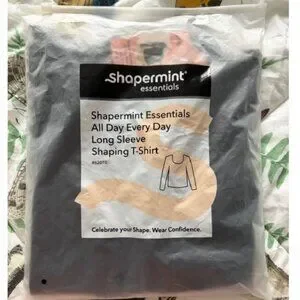 Shapermint
essentials
Shapermint Essentials
All Day Every Day
Long Sleeve
Shaping T-Shirt
Celebrate your Shape. Wear Confidence.